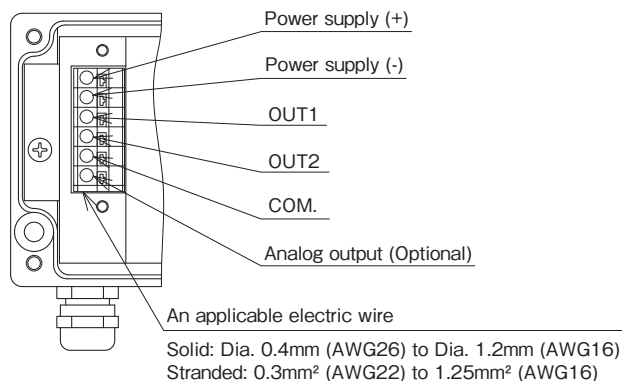 Power supply (+)
Power supply (-)
OUT1
OUT2
COM.
Analog output (Optional)
An applicable electric wire
Solid: Dia. 0.4mm (AWG26) to Dia. 1.2mm (AWG16)
Stranded: 0.3mm² (AWG22) to 1.25mm² (AWG16)